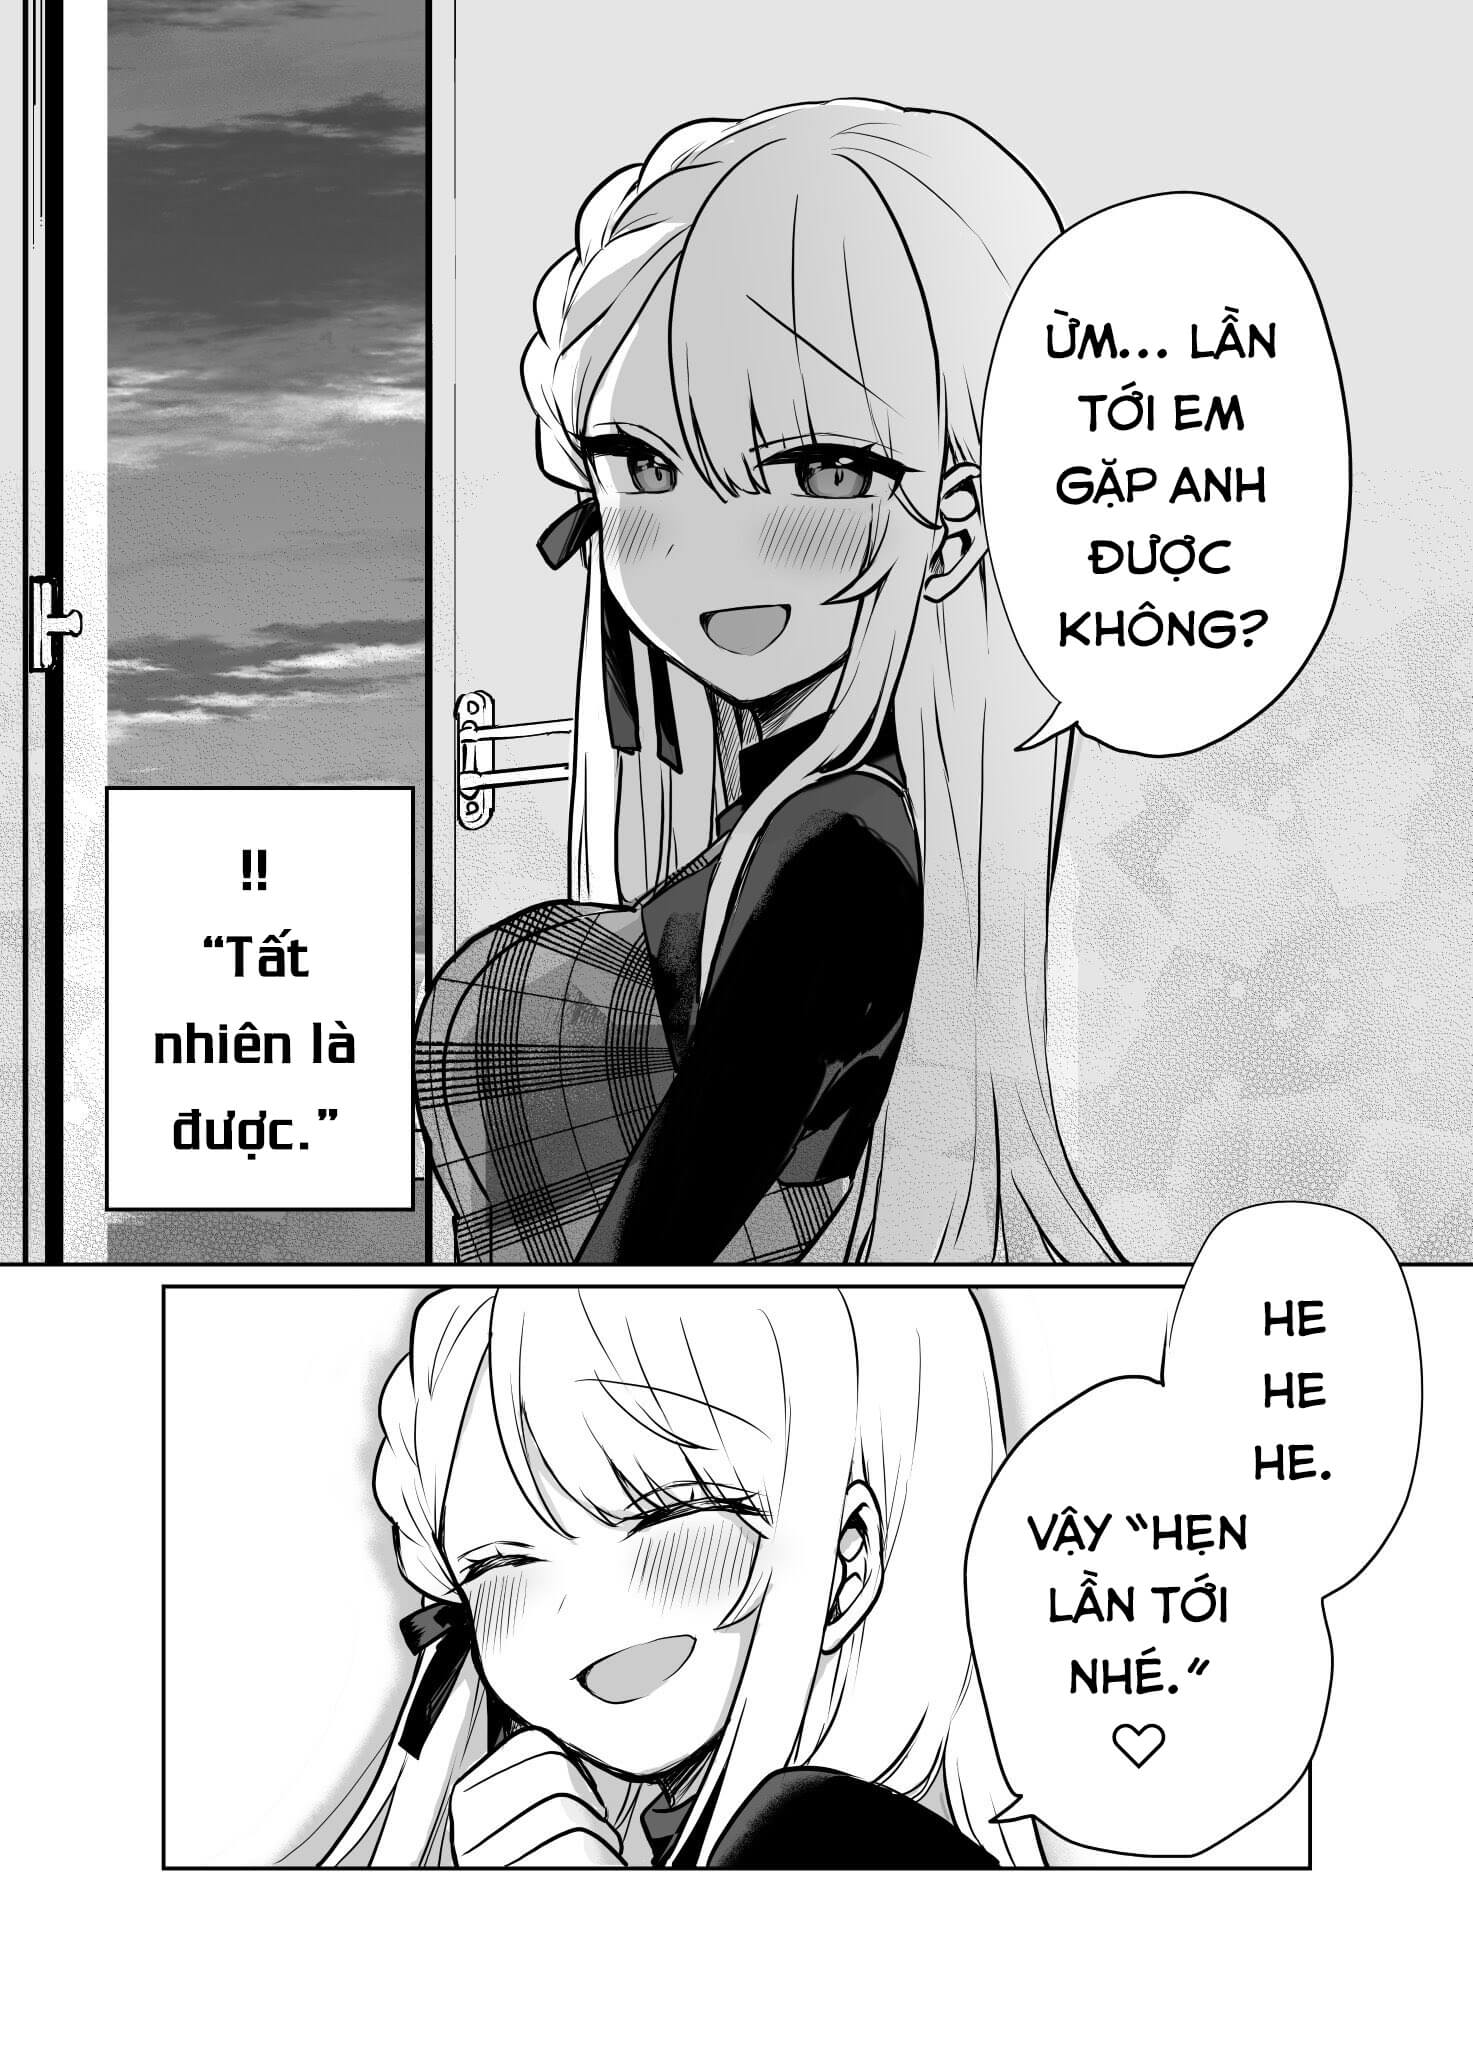 ỪM... LẦN
TỚI EM
GẶP ANH
ĐƯỢC
KHÔNG?
!!
“Tất
nhiên là
được.”
HE
HE
HE.
VẬY “HẸN
LẦN TỚI
NHÉ.”
♡